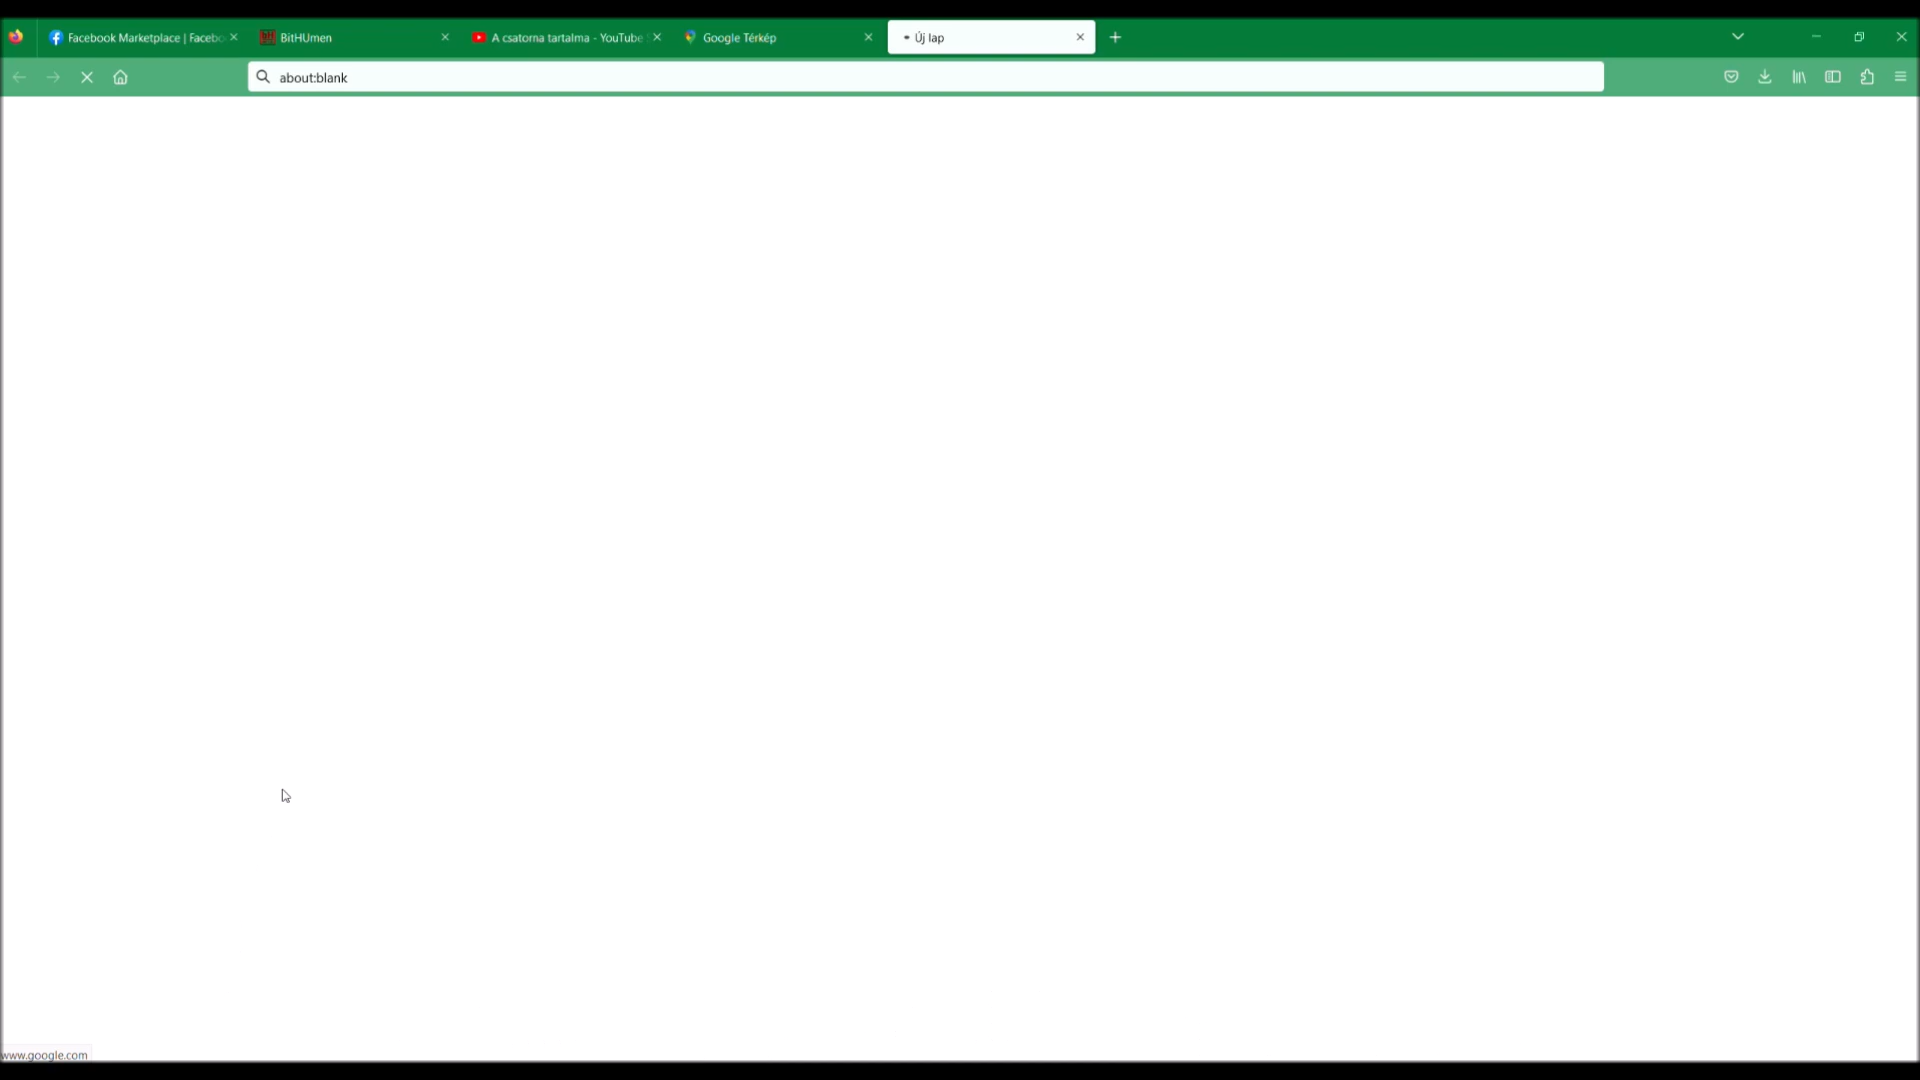 Facebook Marketplace | Facebo
BitHUmen
A csatorna tartalma - YouTube S
Google Térkép
Új lap
about:blank
www.google.com